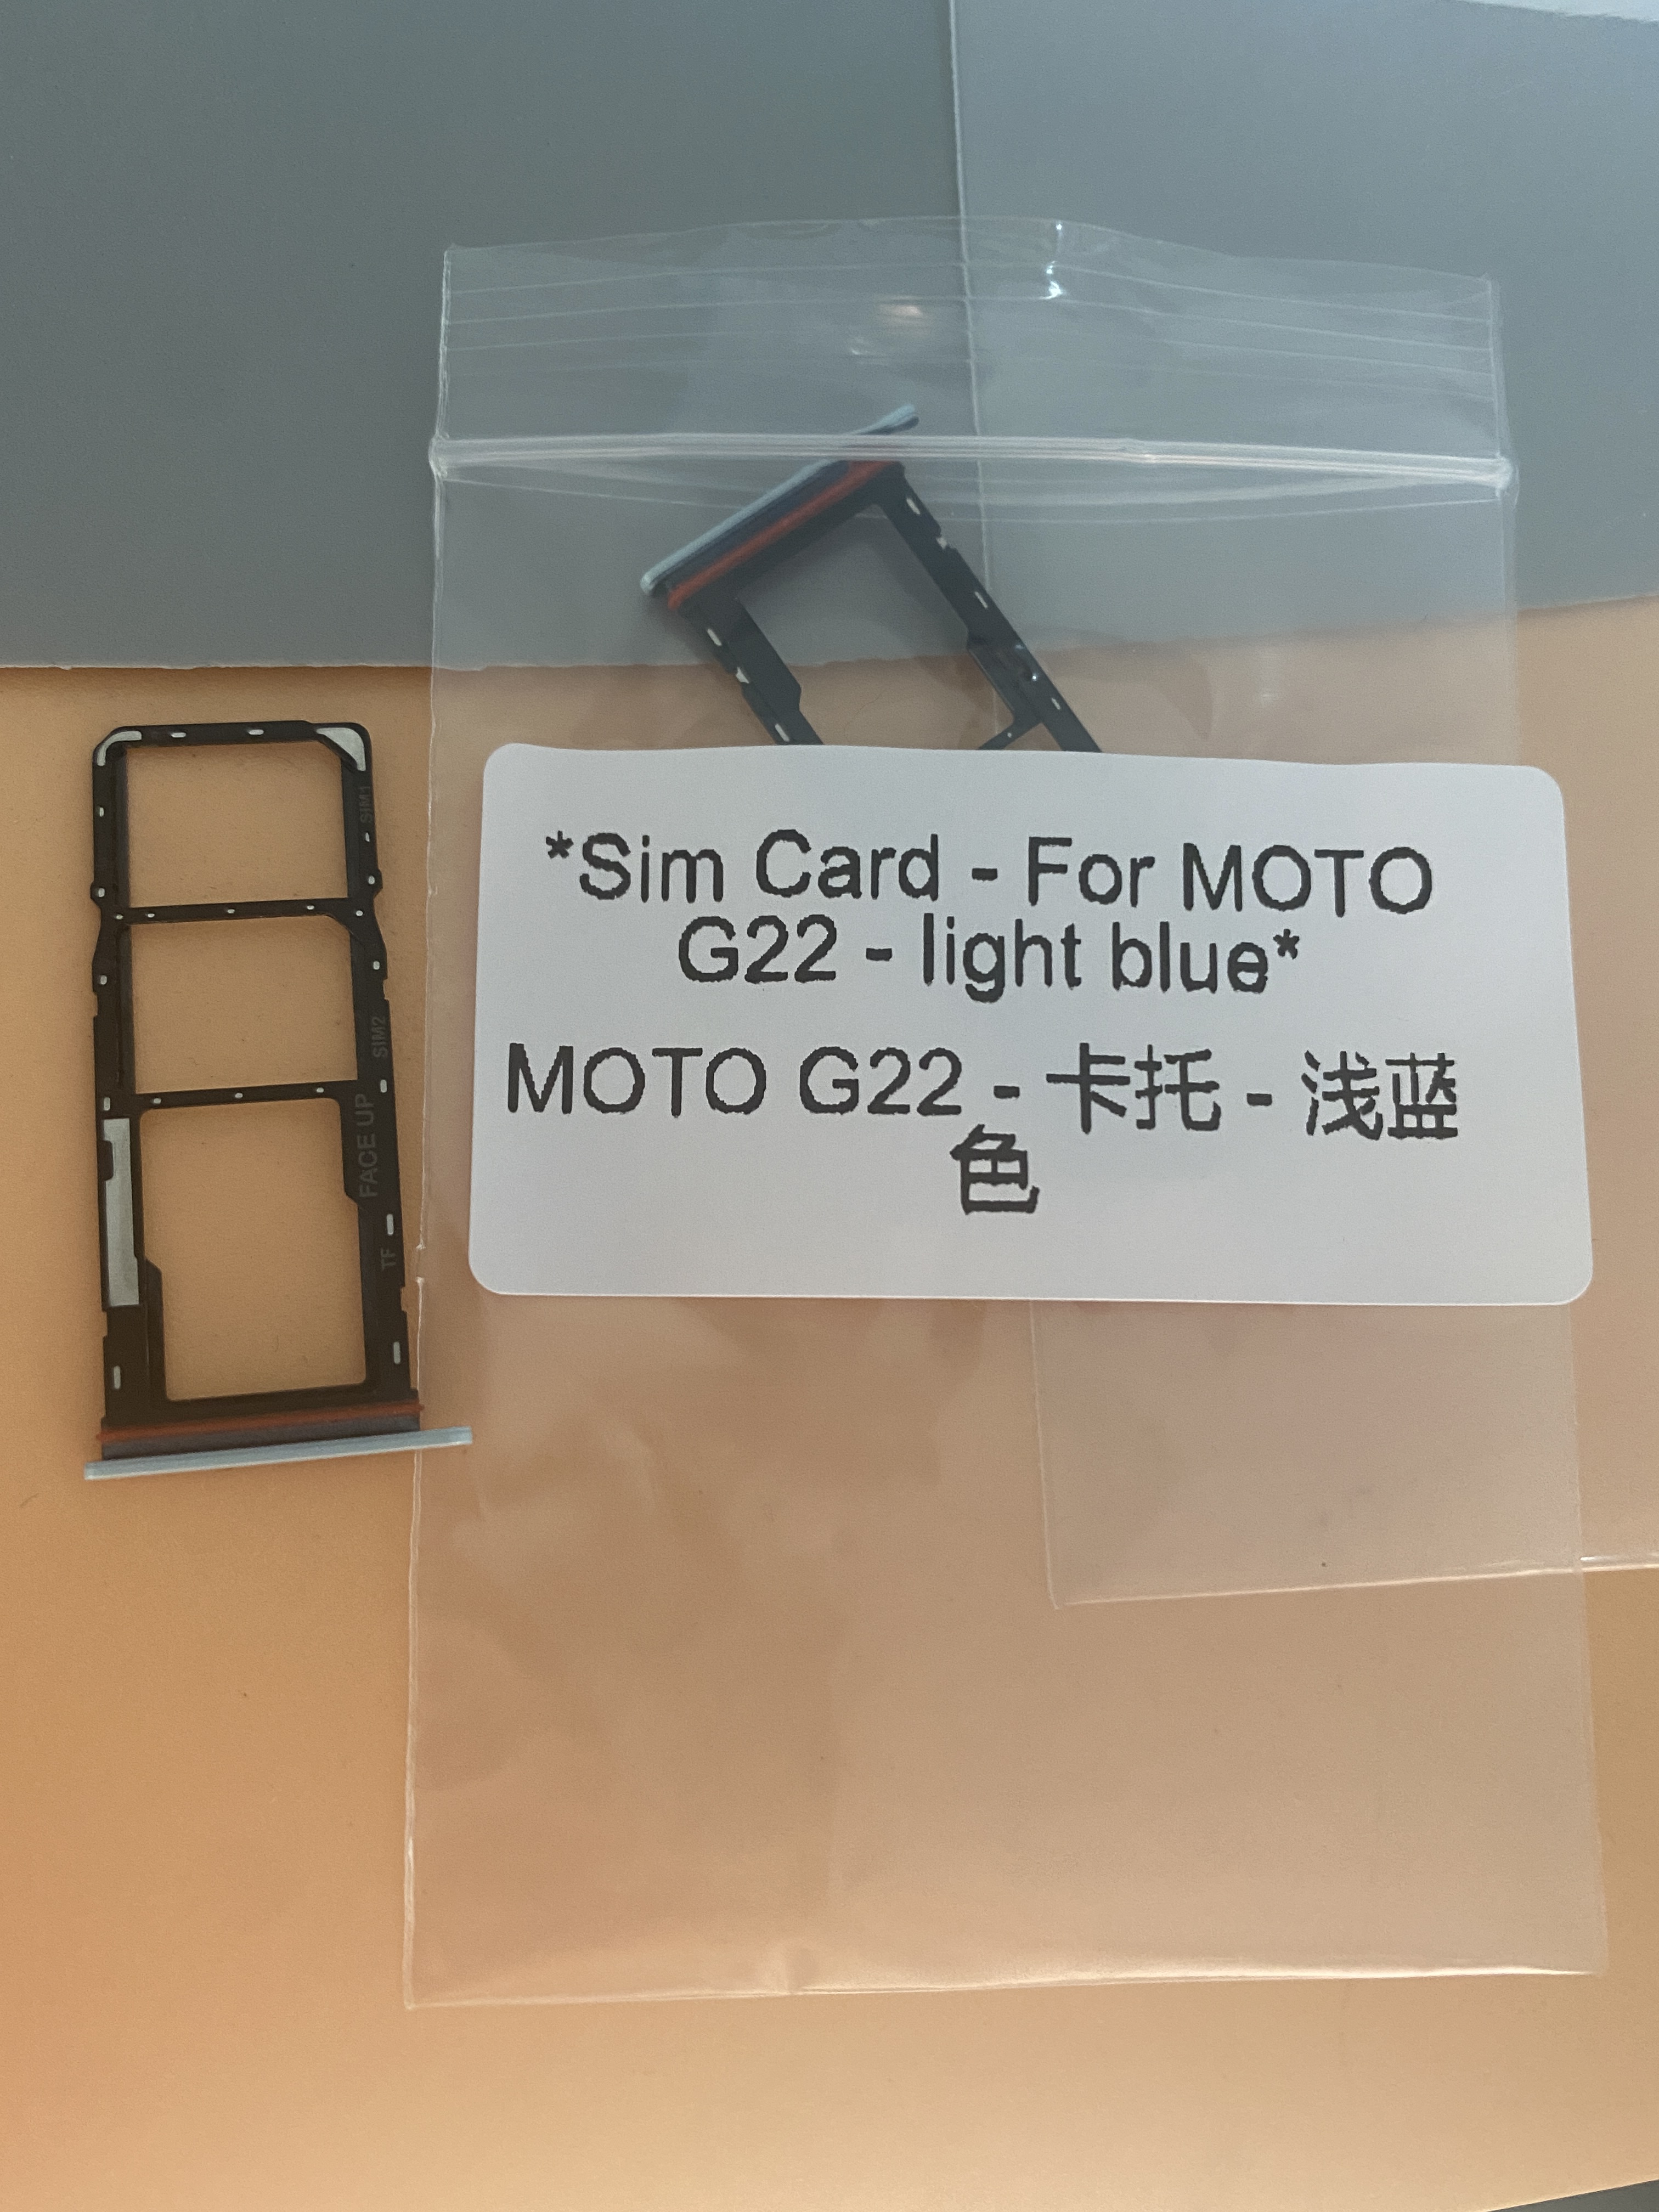 SIM1
SIM2
FACE UP
TF
*Sim Card - For MOTO
G22 - light blue*
MOTO G22 - 卡托 - 浅蓝
色